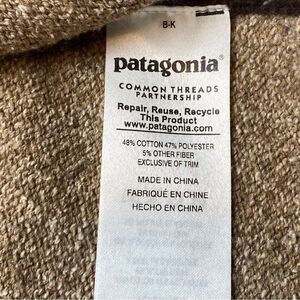 B-K
patagonia®
COMMON THREADS
PARTNERSHIP
Repair, Reuse, Recycle
This Product
www.patagonia.com
48% COTTON 47% POLYESTER
5% OTHER FIBER
EXCLUSIVE OF TRIM
MADE IN CHINA
FABRIQUÉ EN CHINE
HECHO EN CHINA